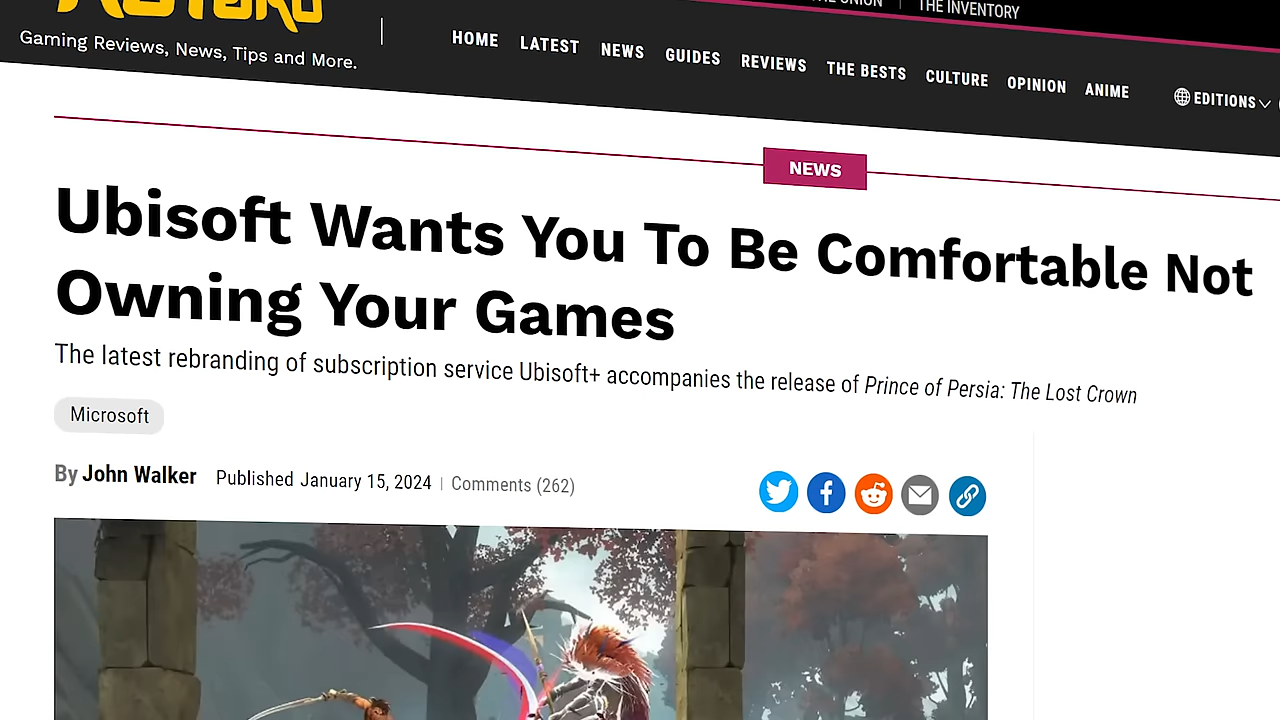 THE INVENTORY
Gaming Reviews, News, Tips and More.
HOME LATEST NEWS GUIDES REVIEWS THE BESTS CULTURE OPINION ANIME EDITIONS
NEWS
Ubisoft Wants You To Be Comfortable Not
Owning Your Games
The latest rebranding of subscription service Ubisoft+ accompanies the release of Prince of Persia: The Lost Crown
Microsoft
By John Walker Published January 15, 2024 | Comments (262)